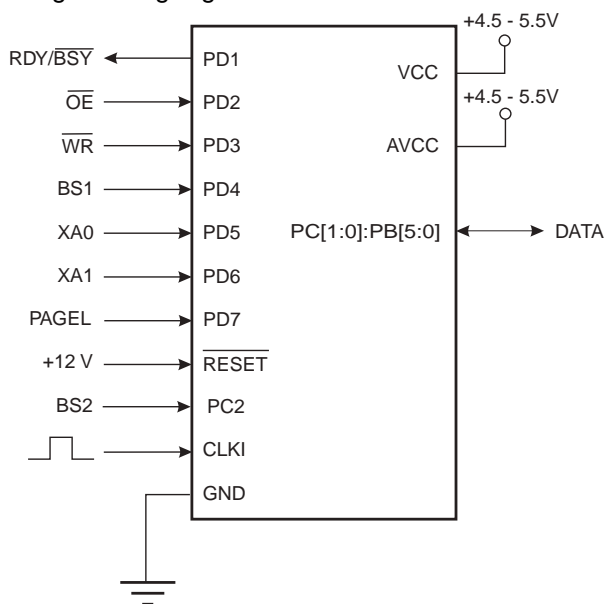 +4.5 - 5.5V
RDY/BSY PD1 VCC
+4.5 - 5.5V
OE PD2
WR PD3 AVCC
BS1 PD4
XA0 PD5 PC[1:0]:PB[5:0] DATA
XA1 PD6
PAGEL PD7
+12 V RESET
BS2 PC2
CLKI
GND